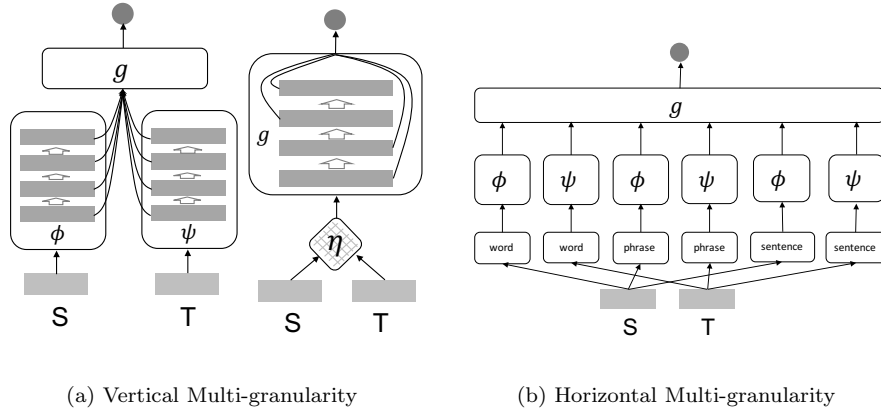 g
g
ϕ
ψ
η
S
T
S
T
g
ϕ
ψ
ϕ
ψ
ϕ
ψ
word
word
phrase
phrase
sentence
sentence
S
T
(a) Vertical Multi-granularity
(b) Horizontal Multi-granularity